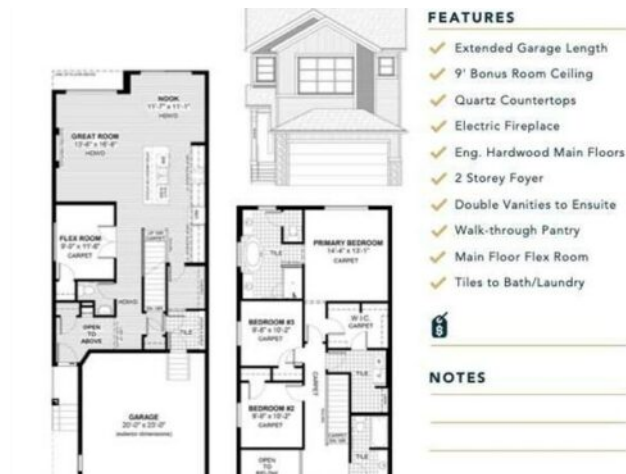 FEATURES
Extended Garage Length
9' Bonus Room Ceiling
Quartz Countertops
Electric Fireplace
Eng. Hardwood Main Floors
2 Storey Foyer
Double Vanities to Ensuite
Walk-through Pantry
Main Floor Flex Room
Tiles to Bath/Laundry
NOTES
NOOK
11'-7" x 11'-1"
HDWD
GREAT ROOM
13'-6" x 16'-6"
HDWD
FLEX ROOM
9'-0" x 11'-6"
CARPET
HDWD
OPEN
TO
ABOVE
TILE
GARAGE
20'-0" x 23'-0"
(exterior dimensions)
PRIMARY BEDROOM
14'-4" x 13'-1"
CARPET
TILE
BEDROOM #3
9'-8" x 10'-2"
CARPET
W.I.C.
CARPET
TILE
CARPET
BEDROOM #2
9'-8" x 10'-2"
CARPET
OPEN
TO
BELOW
TILE